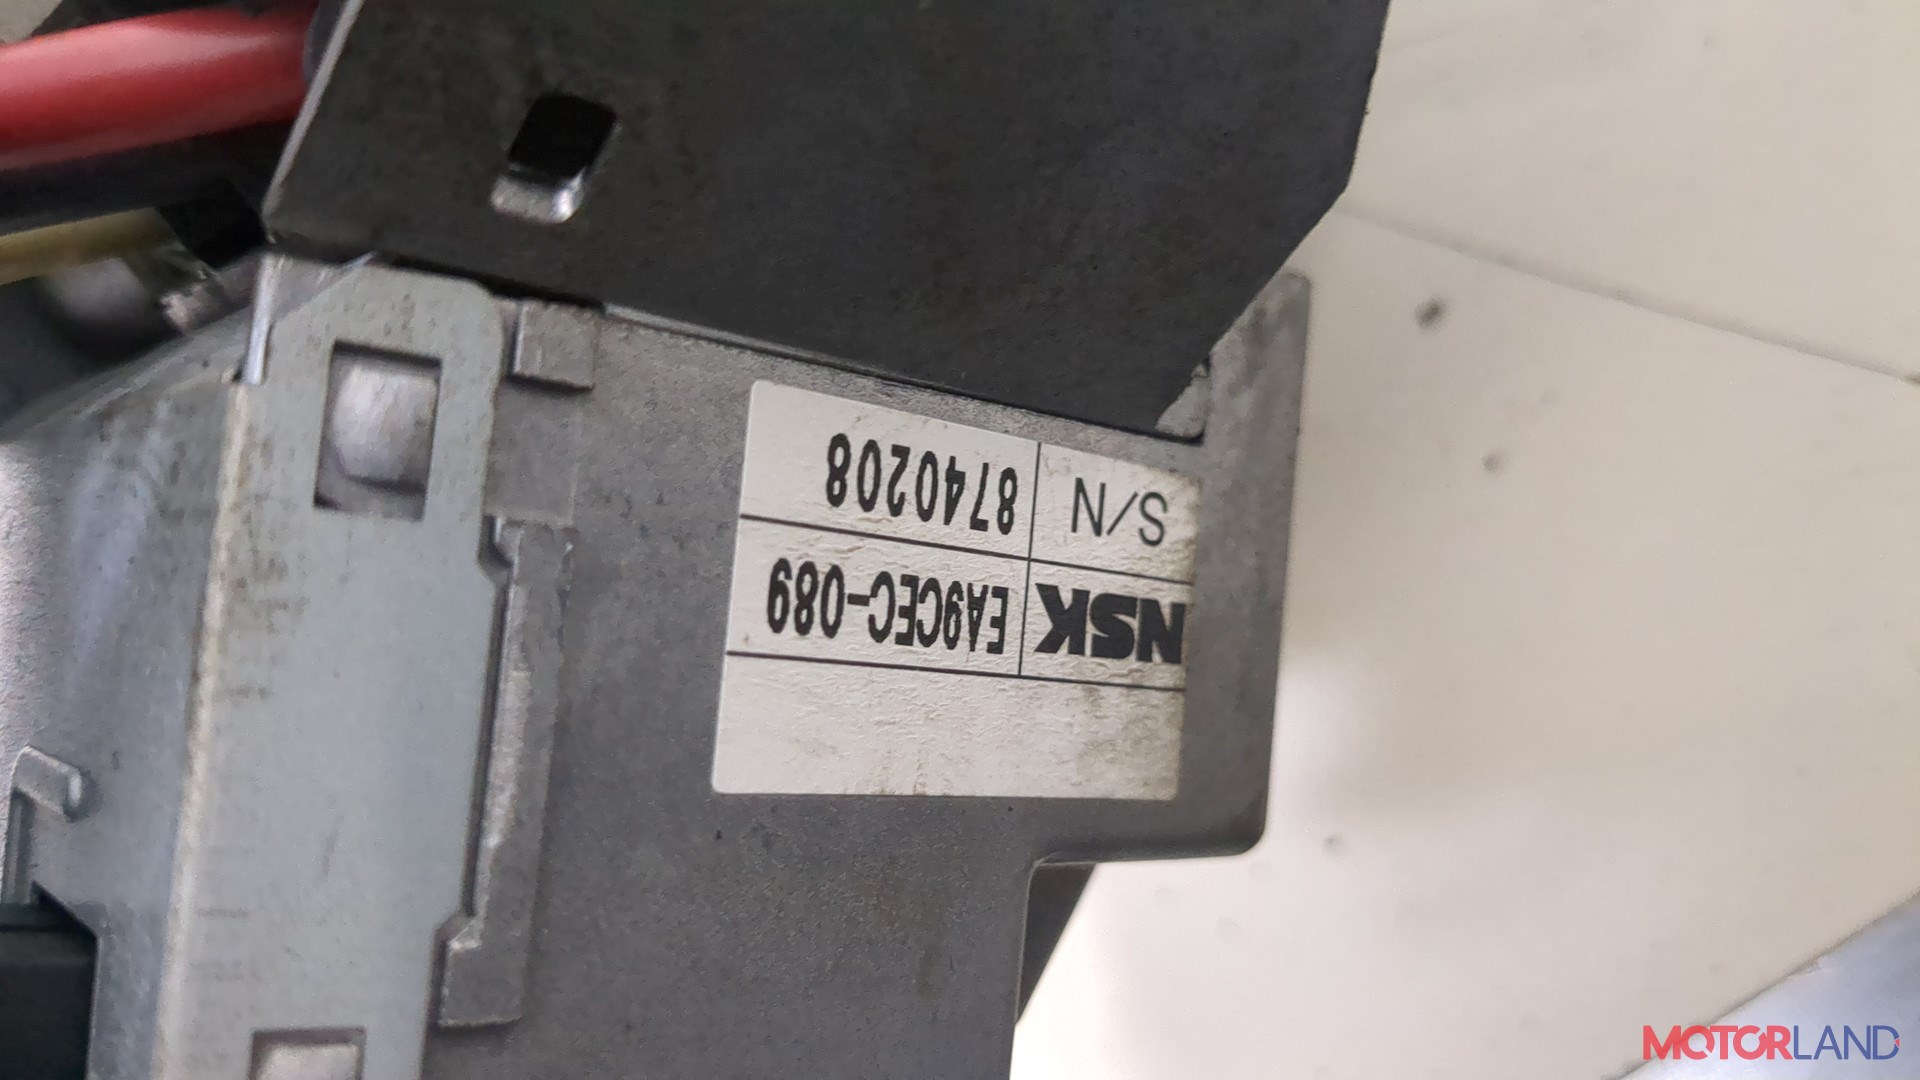 NSK EA9CEC-089
S/N 8740208
MOTORLAND